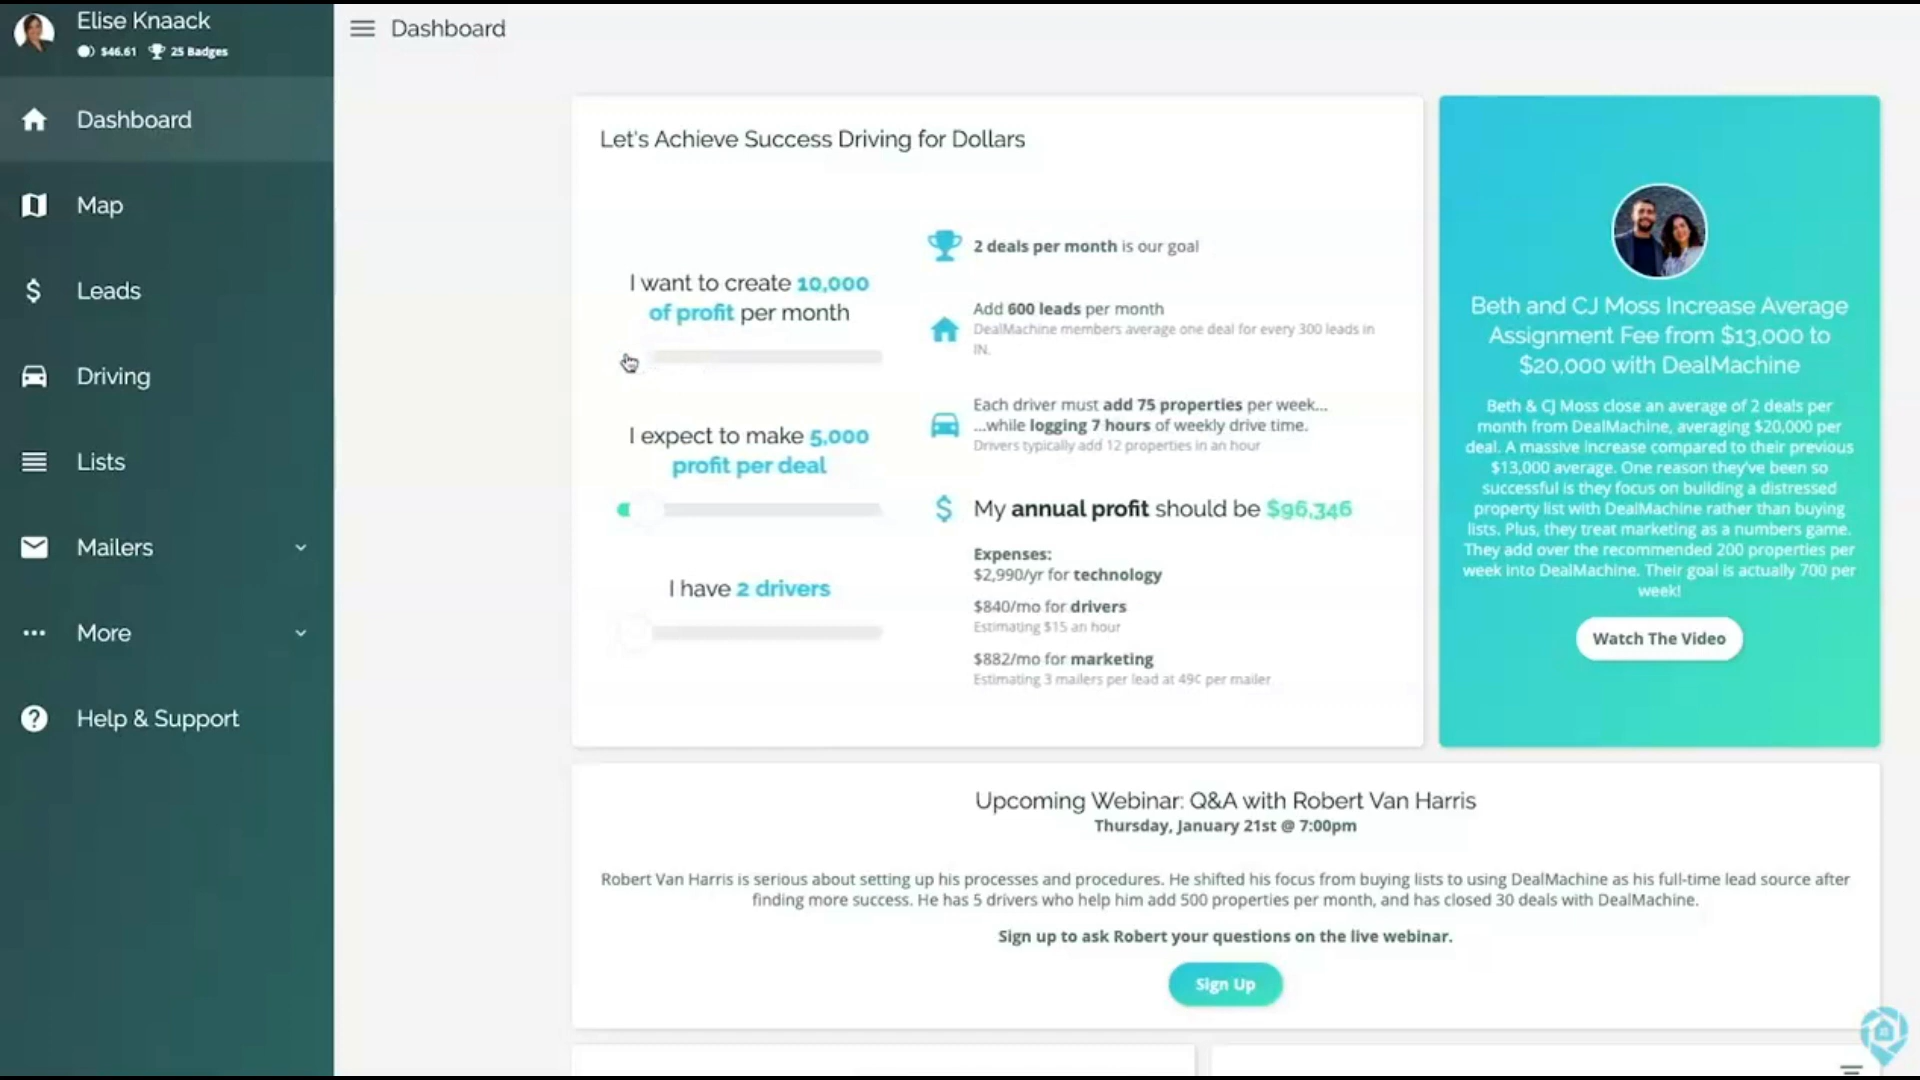 Elise Knaack
$46.61 25 Badges
Dashboard
Map
Leads
Driving
Lists
Mailers
More
Help & Support
Dashboard
Let's Achieve Success Driving for Dollars
I want to create 10,000
of profit per month
I expect to make 5,000
profit per deal
I have 2 drivers
2 deals per month is our goal
Add 600 leads per month
DealMachine members average one deal for every 300 leads in
IN.
Each driver must add 75 properties per week...
...while logging 7 hours of weekly drive time.
Drivers typically add 12 properties in an hour
My annual profit should be $96,346
Expenses:
$2,990/yr for technology
$840/mo for drivers
Estimating $15 an hour
$882/mo for marketing
Estimating 3 mailers per lead at 49¢ per mailer
Beth and CJ Moss Increase Average
Assignment Fee from $13,000 to
$20,000 with DealMachine
Beth & CJ Moss close an average of 2 deals per
month from DealMachine, averaging $20,000 per
deal. A massive increase compared to their previous
$13,000 average. One reason they've been so
successful is they focus on building a distressed
property list with DealMachine rather than buying
lists. Plus, they treat marketing as a numbers game.
They add over the recommended 200 properties per
week into DealMachine. Their goal is actually 700 per
week!
Watch The Video
Upcoming Webinar: Q&A with Robert Van Harris
Thursday, January 21st @ 7:00pm
Robert Van Harris is serious about setting up his processes and procedures. He shifted his focus from buying lists to using DealMachine as his full-time lead source after
finding more success. He has 5 drivers who help him add 500 properties per month, and has closed 30 deals with DealMachine.
Sign up to ask Robert your questions on the live webinar.
Sign Up